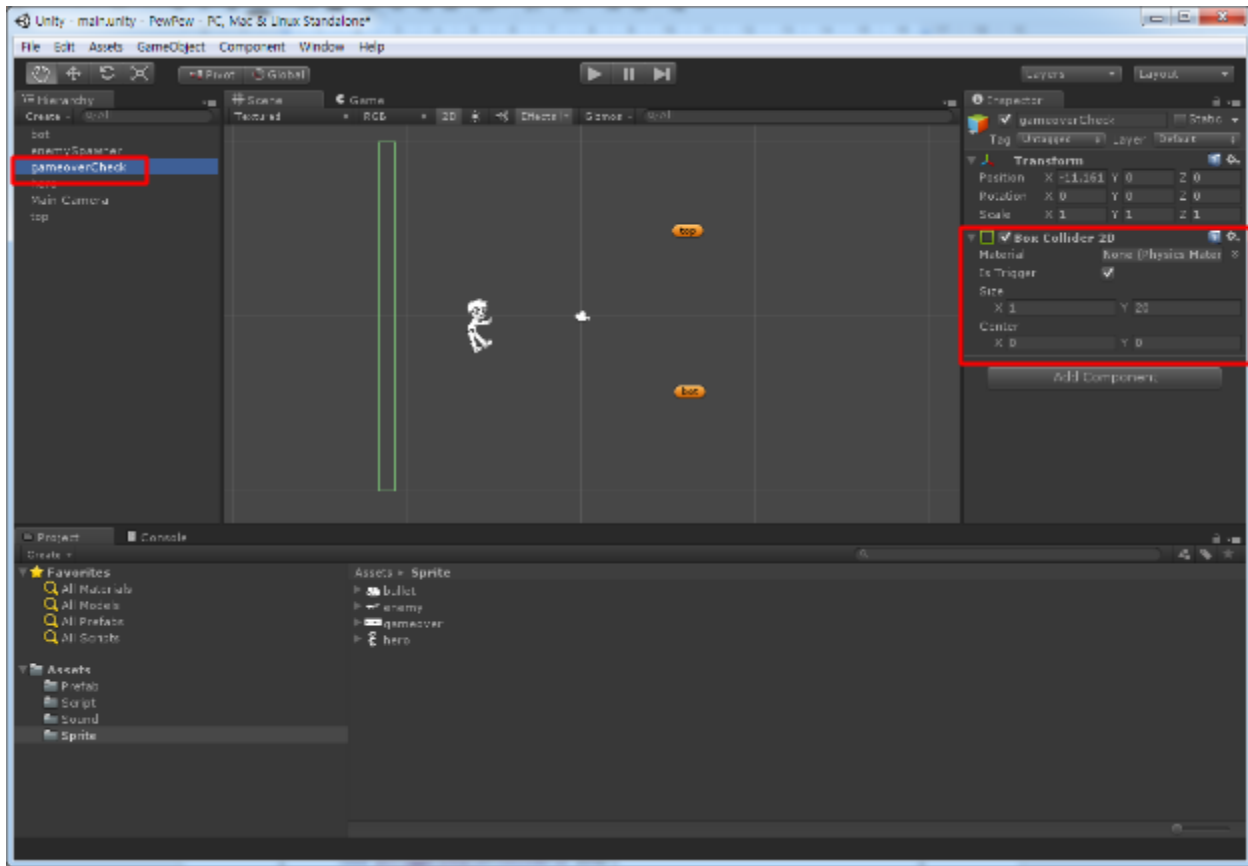 Unity - main.unity - PewPew - PC, Mac & Linux Standalone*
File Edit Assets GameObject Component Window Help
Pivot Global Layers Layout
Hierarchy Scene Game Inspector
Create All Textured RGB 2D Effects Gizmos All gameoverCheck Static
bot
enemySpawner
gameoverCheck
hero
Main Camera
top
Tag Untagged Layer Default
Transform
Position X -11.161 Y 0 Z 0
Rotation X 0 Y 0 Z 0
Scale X 1 Y 1 Z 1
top
bot
Box Collider 2D
Material None (Physics Mater
Is Trigger
Size
X 1 Y 20
Center
X 0 Y 0
Add Component
Project Console
Create
Favorites
All Materials
All Models
All Prefabs
All Scripts
Assets
Prefab
Script
Sound
Sprite
Assets ▸ Sprite
bullet
enemy
gameover
hero